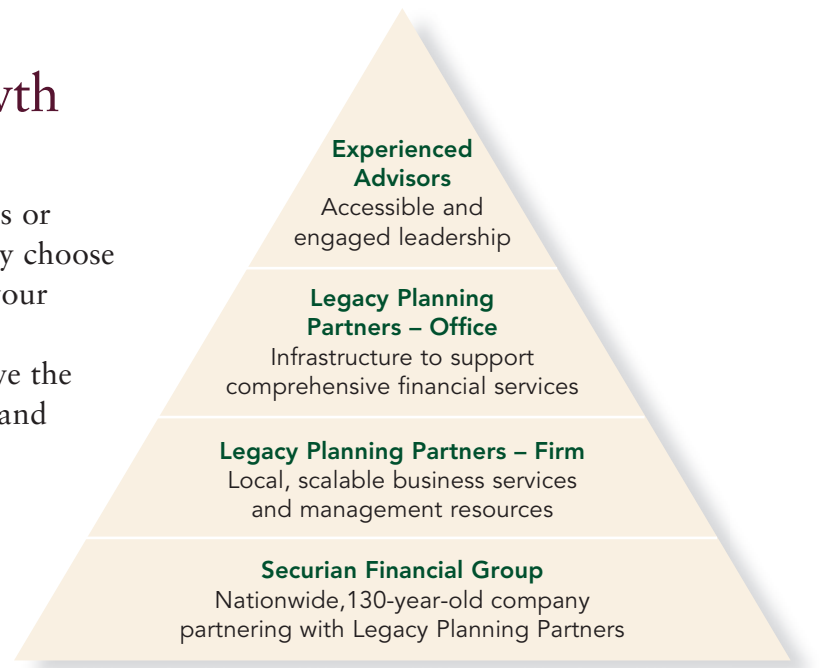 s or
y choose
our
ve the
and
Experienced
Advisors
Accessible and
engaged leadership
Legacy Planning
Partners – Office
Infrastructure to support
comprehensive financial services
Legacy Planning Partners – Firm
Local, scalable business services
and management resources
Securian Financial Group
Nationwide,130-year-old company
partnering with Legacy Planning Partners